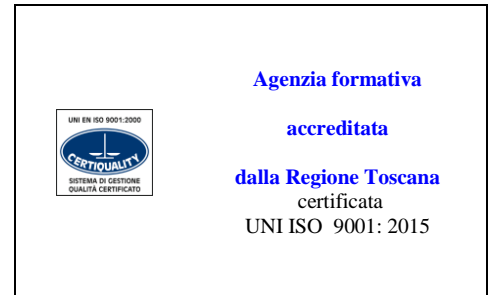 UNI EN ISO 9001:2000
CERTIQUALITY
SISTEMA DI GESTIONE
QUALITÀ CERTIFICATO
Agenzia formativa
accreditata
dalla Regione Toscana
certificata
UNI ISO  9001: 2015